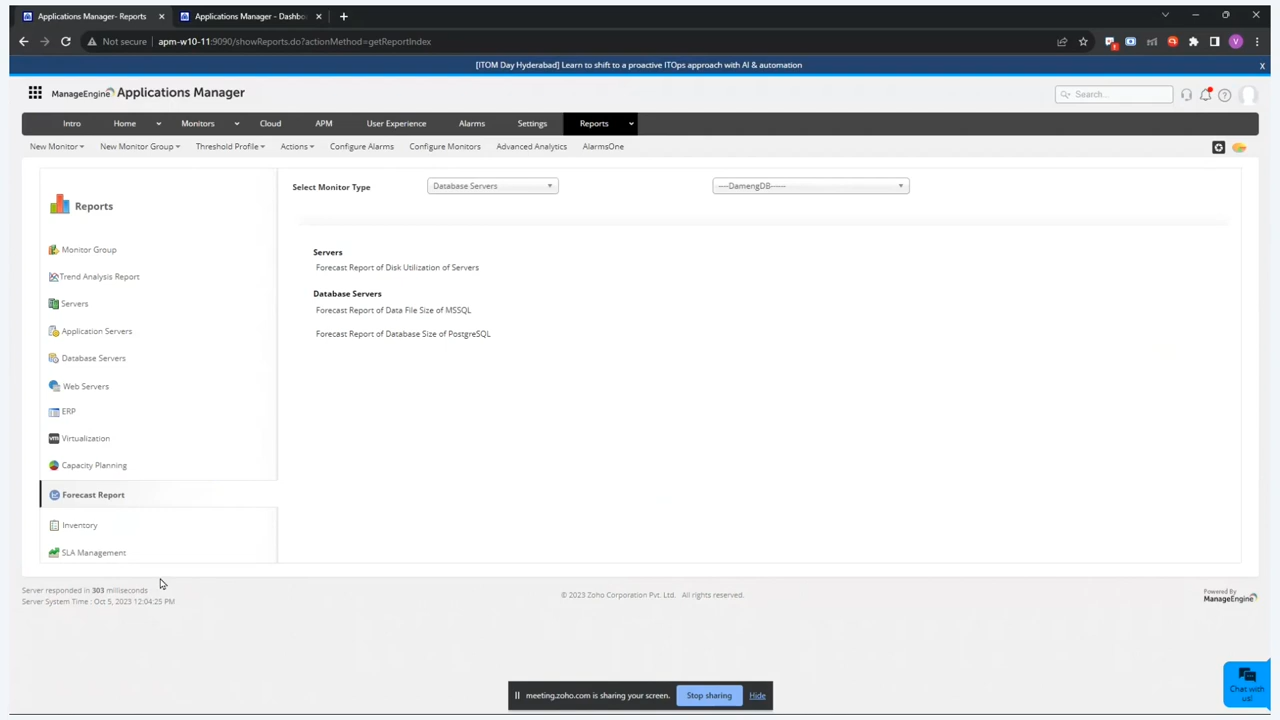 Applications Manager- Reports
Applications Manager - Dashbo
Not secure
apm-w10-11:9090/showReports.do?actionMethod=getReportIndex
V
[ITOM Day Hyderabad] Learn to shift to a proactive ITOps approach with AI & automation
X
ManageEngine Applications Manager
Search...
Intro
Home
Monitors
Cloud
APM
User Experience
Alarms
Settings
Reports
New Monitor
New Monitor Group
Threshold Profile
Actions
Configure Alarms
Configure Monitors
Advanced Analytics
AlarmsOne
Reports
Monitor Group
Trend Analysis Report
Servers
Application Servers
Database Servers
Web Servers
ERP
vm Virtualization
Capacity Planning
Forecast Report
Inventory
SLA Management
Select Monitor Type
Database Servers
----DamengDB------
Servers
Forecast Report of Disk Utilization of Servers
Database Servers
Forecast Report of Data File Size of MSSQL
Forecast Report of Database Size of PostgreSQL
Server responded in 303 milliseconds
Server System Time : Oct 5, 2023 12:04:25 PM
© 2023 Zoho Corporation Pvt. Ltd. All rights reserved.
Powered By
ManageEngine
meeting.zoho.com is sharing your screen.
Stop sharing
Hide
Chat with
us!